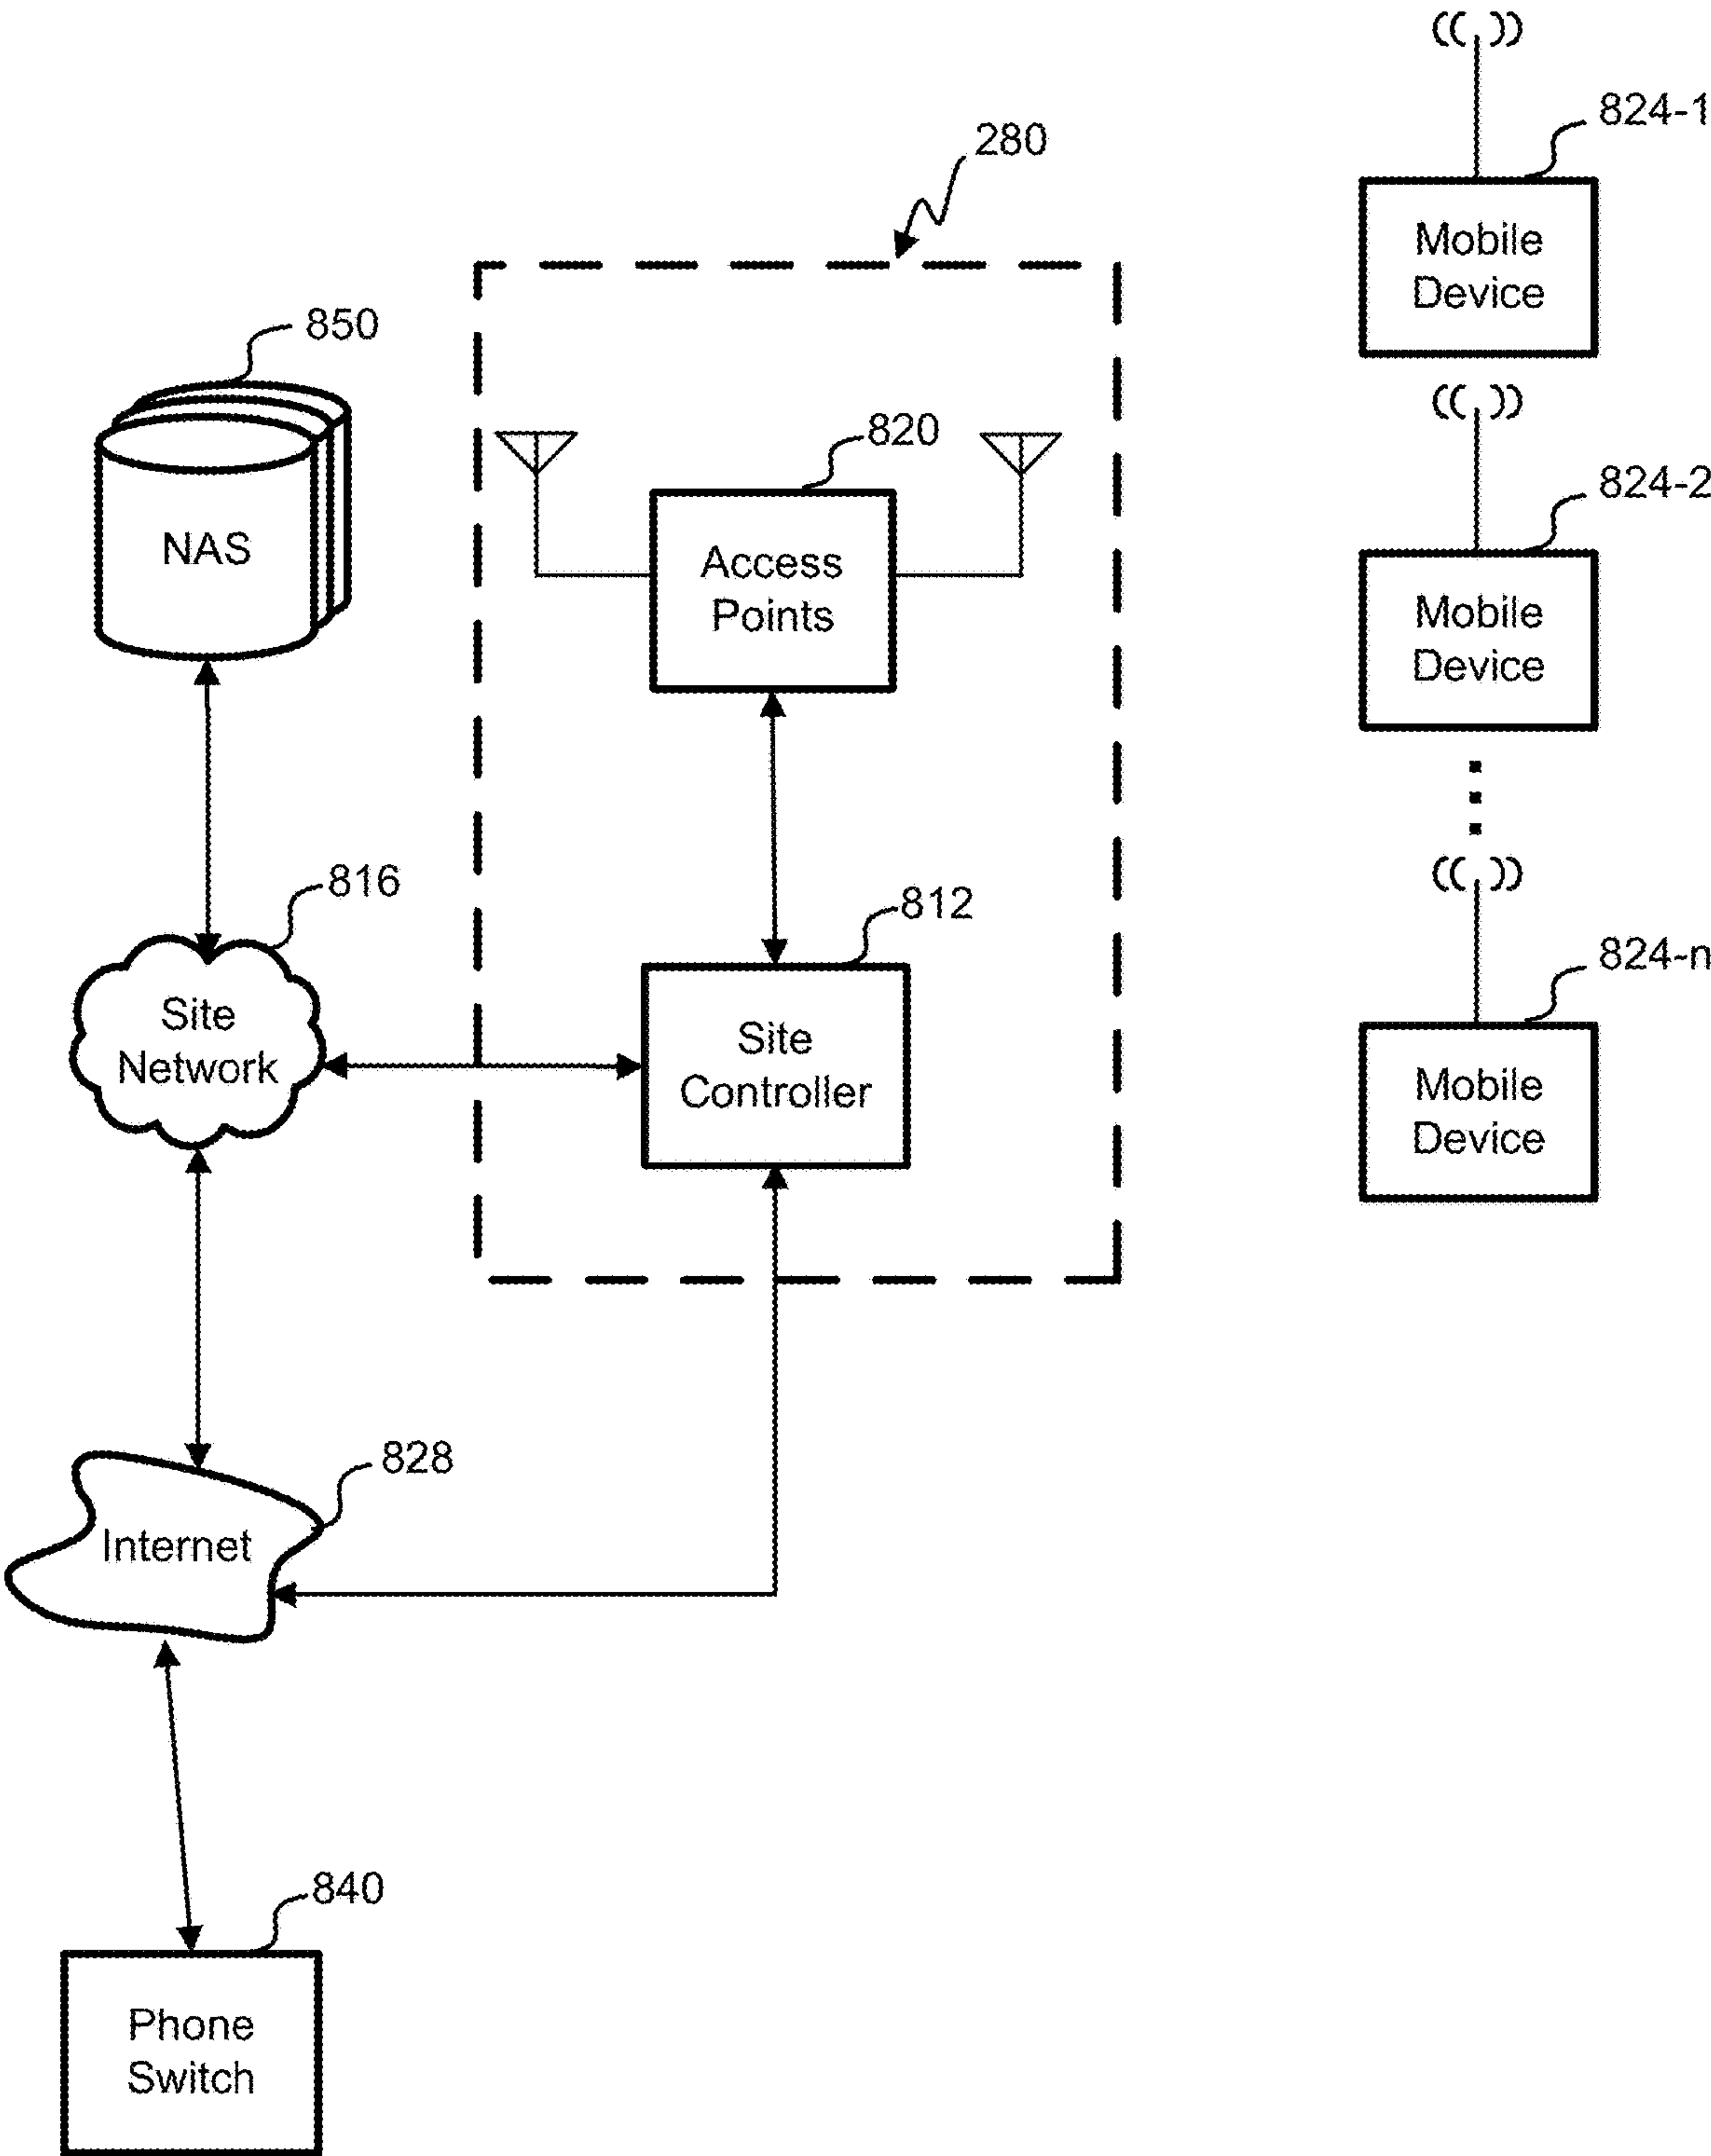 824-1
Mobile
Device
280
850
NAS
820
Access
Points
824-2
Mobile
Device
816
Site
Network
812
Site
Controller
824-n
Mobile
Device
828
Internet
840
Phone
Switch